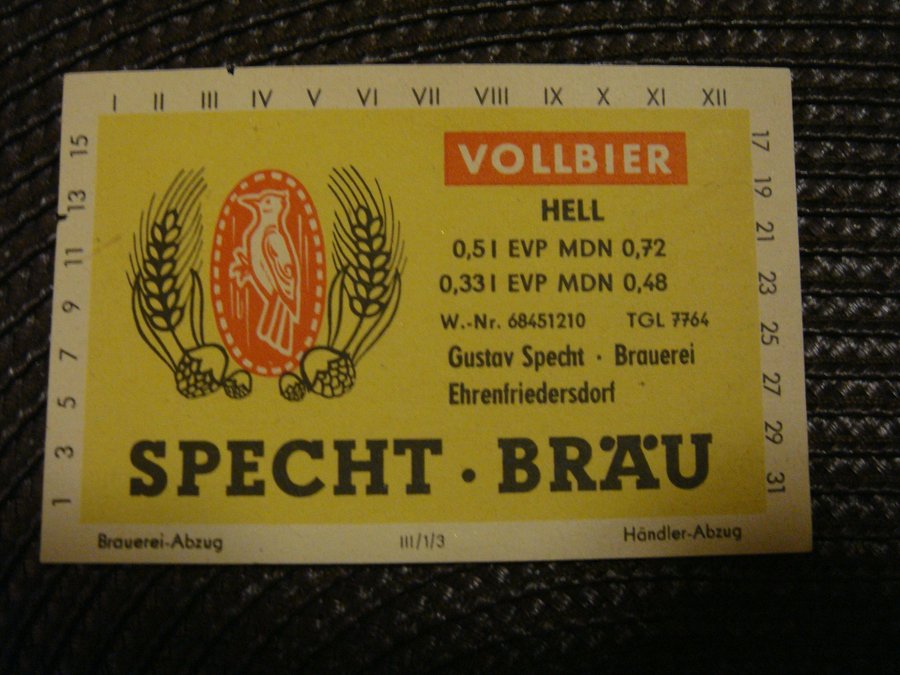 I II III IV V VI VII VIII IX X XI XII
15
13
11
9
7
5
3
1
VOLLBIER
HELL
0,5 l EVP MDN 0,72
0,33 l EVP MDN 0,48
W.-Nr. 68451210 TGL 7764
Gustav Specht · Brauerei
Ehrenfriedersdorf
SPECHT · BRÄU
17
19
21
23
25
27
29
31
Brauerei-Abzug III/1/3 Händler-Abzug